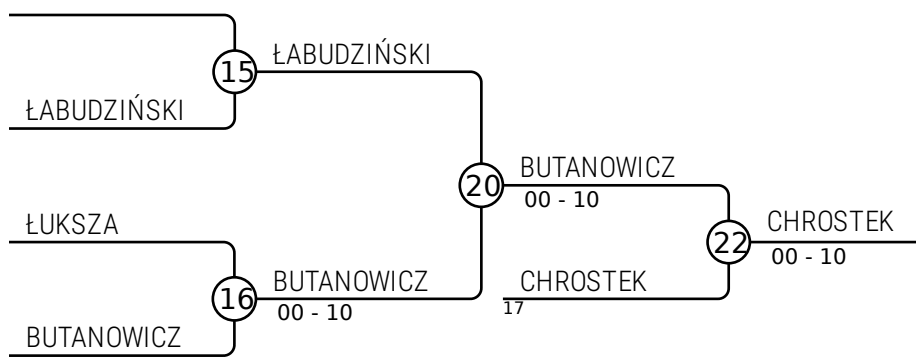 15
ŁABUDZIŃSKI
ŁABUDZIŃSKI
20
BUTANOWICZ
00 - 10
ŁUKSZA
22
CHROSTEK
00 - 10
16
BUTANOWICZ
00 - 10
CHROSTEK
17
BUTANOWICZ